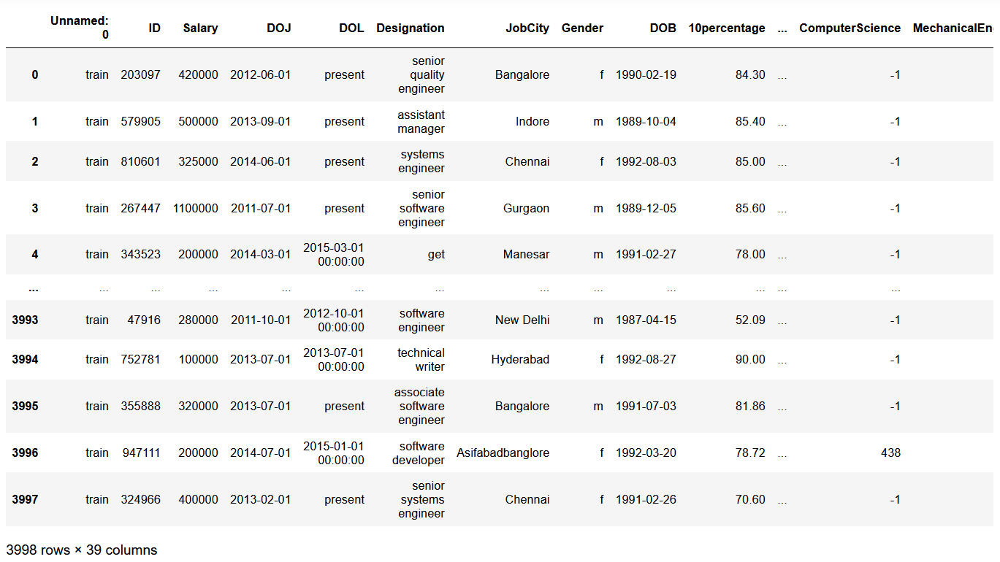 Unnamed: 0 ID Salary DOJ DOL Designation JobCity Gender DOB 10percentage ... ComputerScience MechanicalEn
0 train 203097 420000 2012-06-01 present senior quality engineer Bangalore f 1990-02-19 84.30 ... -1
1 train 579905 500000 2013-09-01 present assistant manager Indore m 1989-10-04 85.40 ... -1
2 train 810601 325000 2014-06-01 present systems engineer Chennai f 1992-08-03 85.00 ... -1
3 train 267447 1100000 2011-07-01 present senior software engineer Gurgaon m 1989-12-05 85.60 ... -1
4 train 343523 200000 2014-03-01 2015-03-01 00:00:00 get Manesar m 1991-02-27 78.00 ... -1
... ... ... ... ... ... ... ... ... ... ... ... ...
3993 train 47916 280000 2011-10-01 2012-10-01 00:00:00 software engineer New Delhi m 1987-04-15 52.09 ... -1
3994 train 752781 100000 2013-07-01 2013-07-01 00:00:00 technical writer Hyderabad f 1992-08-27 90.00 ... -1
3995 train 355888 320000 2013-07-01 present associate software engineer Bangalore m 1991-07-03 81.86 ... -1
3996 train 947111 200000 2014-07-01 2015-01-01 00:00:00 software developer Asifabadbanglore f 1992-03-20 78.72 ... 438
3997 train 324966 400000 2013-02-01 present senior systems engineer Chennai f 1991-02-26 70.60 ... -1
3998 rows × 39 columns